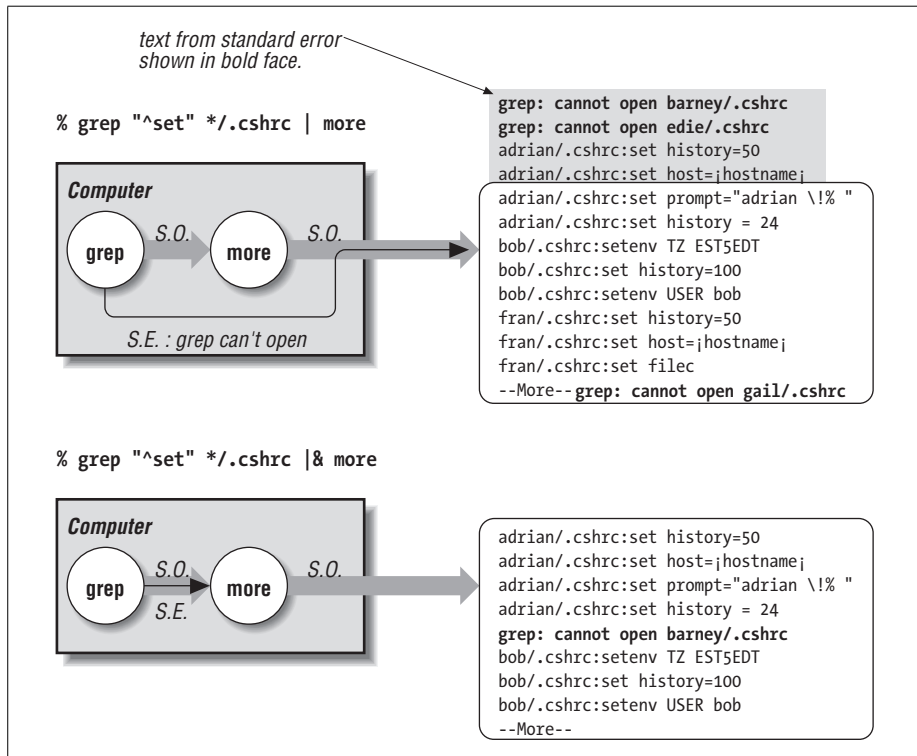 text from standard error
shown in bold face.
% grep "^set" */.cshrc | more
Computer
grep
S.O.
more
S.O.
S.E. : grep can't open
grep: cannot open barney/.cshrc
grep: cannot open edie/.cshrc
adrian/.cshrc:set history=50
adrian/.cshrc:set host=¡hostname¡
adrian/.cshrc:set prompt="adrian \!% "
adrian/.cshrc:set history = 24
bob/.cshrc:setenv TZ EST5EDT
bob/.cshrc:set history=100
bob/.cshrc:setenv USER bob
fran/.cshrc:set history=50
fran/.cshrc:set host=¡hostname¡
fran/.cshrc:set filec
--More--grep: cannot open gail/.cshrc
% grep "^set" */.cshrc |& more
Computer
grep
S.O.
S.E.
more
S.O.
adrian/.cshrc:set history=50
adrian/.cshrc:set host=¡hostname¡
adrian/.cshrc:set prompt="adrian \!% "
adrian/.cshrc:set history = 24
grep: cannot open barney/.cshrc
bob/.cshrc:setenv TZ EST5EDT
bob/.cshrc:set history=100
bob/.cshrc:setenv USER bob
--More--